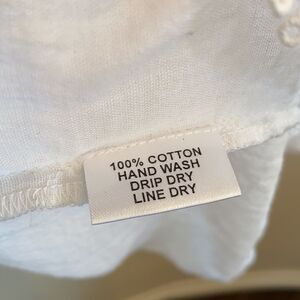 100% COTTON
HAND WASH
DRIP DRY
LINE DRY